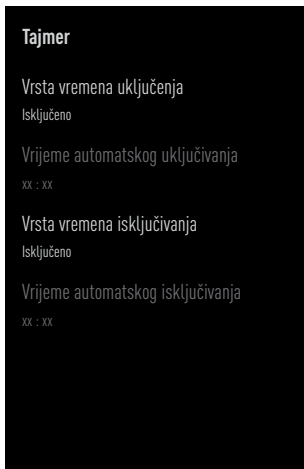 Tajmer
Vrsta vremena uključenja
Isključeno
Vrijeme automatskog uključivanja
xx : xx
Vrsta vremena isključivanja
Isključeno
Vrijeme automatskog isključivanja
xx : xx